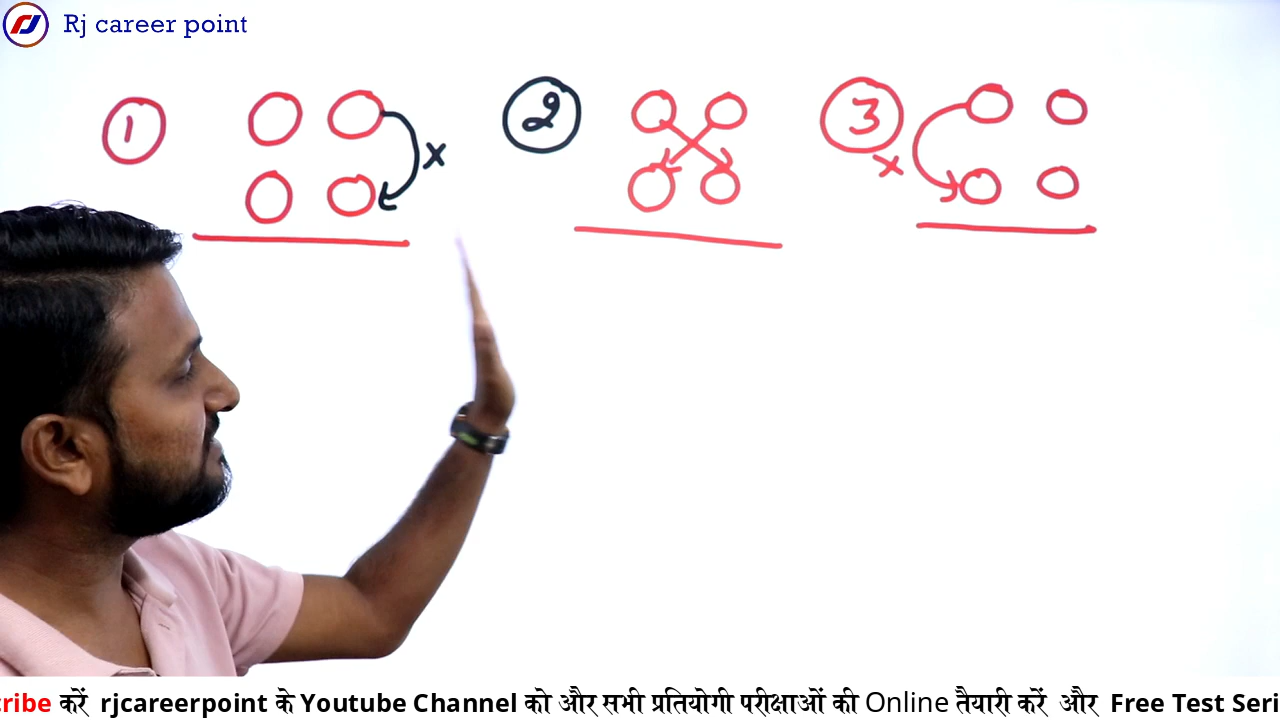 Rj career point
1 2 3
x x
cribe करें rjcareerpoint के Youtube Channel को और सभी प्रतियोगी परीक्षाओं की Online तैयारी करें और Free Test Seri